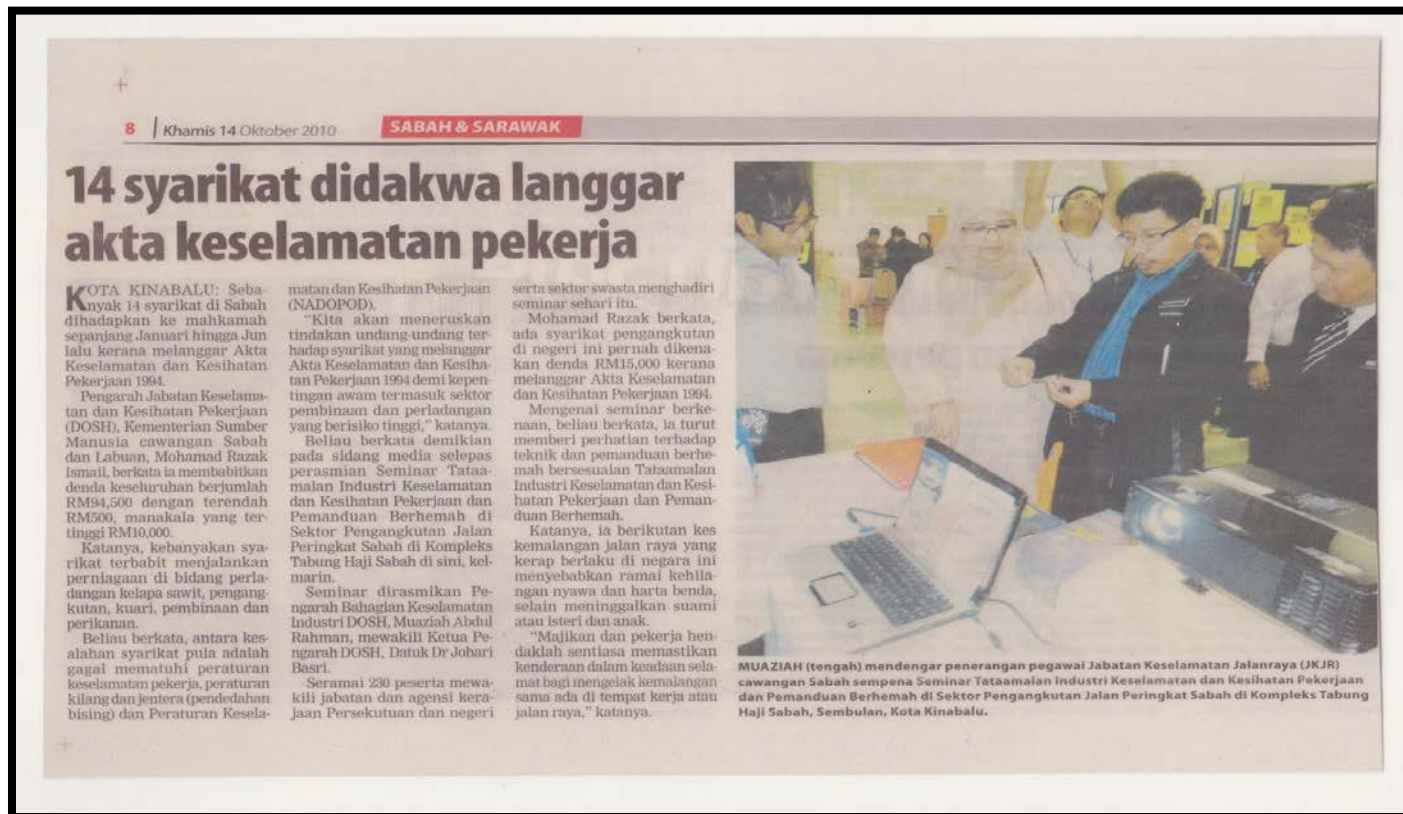 8 | Khamis 14 Oktober 2010 SABAH & SARAWAK
14 syarikat didakwa langgar
akta keselamatan pekerja
KOTA KINABALU: Seba-
nyak 14 syarikat di Sabah
dihadapkan ke mahkamah
sepanjang Januari hingga Jun
lalu kerana melanggar Akta
Keselamatan dan Kesihatan
Pekerjaan 1994.
Pengarah Jabatan Keselama-
tan dan Kesihatan Pekerjaan
(DOSH), Kementerian Sumber
Manusia cawangan Sabah
dan Labuan, Mohamad Razak
Ismail, berkata ia membabitkan
denda keseluruhan berjumlah
RM94,500 dengan terendah
RM500, manakala yang ter-
tinggi RM10,000.
Katanya, kebanyakan sya-
rikat terbabit menjalankan
perniagaan di bidang perla-
dangan kelapa sawit, pengang-
kutan, kuari, pembinaan dan
perikanan.
Beliau berkata, antara kes-
alahan syarikat pula adalah
gagal mematuhi peraturan
keselamatan pekerja, peraturan
kilang dan jentera (pendedahan
bising) dan Peraturan Kesela-
matan dan Kesihatan Pekerjaan
(NADOPOD).
"Kita akan meneruskan
tindakan undang-undang ter-
hadap syarikat yang melanggar
Akta Keselamatan dan Kesiha-
tan Pekerjaan 1994 demi kepen-
tingan awam termasuk sektor
pembinaan dan perladangan
yang berisiko tinggi," katanya.
Beliau berkata demikian
pada sidang media selepas
perasmian Seminar Tataa-
malan Industri Keselamatan
dan Kesihatan Pekerjaan dan
Pemanduan Berhemah di
Sektor Pengangkutan Jalan
Peringkat Sabah di Kompleks
Tabung Haji Sabah di sini, kel-
marin.
Seminar dirasmikan Pe-
ngarah Bahagian Keselamatan
Industri DOSH, Muaziah Abdul
Rahman, mewakili Ketua Pe-
ngarah DOSH, Datuk Dr Johari
Basri.
Seramai 230 peserta mewa-
kili jabatan dan agensi kera-
jaan Persekutuan dan negeri
serta sektor swasta menghadiri
seminar sehari itu.
Mohamad Razak berkata,
ada syarikat pengangkutan
di negeri ini pernah dikena-
kan denda RM15,000 kerana
melanggar Akta Keselamatan
dan Kesihatan Pekerjaan 1994.
Mengenai seminar berke-
naan, beliau berkata, ia turut
memberi perhatian terhadap
teknik dan pemanduan berhe-
mah bersesuaian Tataamalan
Industri Keselamatan dan Kesi-
hatan Pekerjaan dan Peman-
duan Berhemah.
Katanya, ia berikutan kes
kemalangan jalan raya yang
kerap berlaku di negara ini
menyebabkan ramai kehila-
ngan nyawa dan harta benda,
selain meninggalkan suami
atau isteri dan anak.
"Majikan dan pekerja hen-
daklah sentiasa memastikan
kenderaan dalam keadaan sela-
mat bagi mengelak kemalangan
sama ada di tempat kerja atau
jalan raya," katanya.
MUAZIAH (tengah) mendengar penerangan pegawai Jabatan Keselamatan Jalanraya (JKJR)
cawangan Sabah sempena Seminar Tataamalan Industri Keselamatan dan Kesihatan Pekerjaan
dan Pemanduan Berhemah di Sektor Pengangkutan Jalan Peringkat Sabah di Kompleks Tabung
Haji Sabah, Sembulan, Kota Kinabalu.